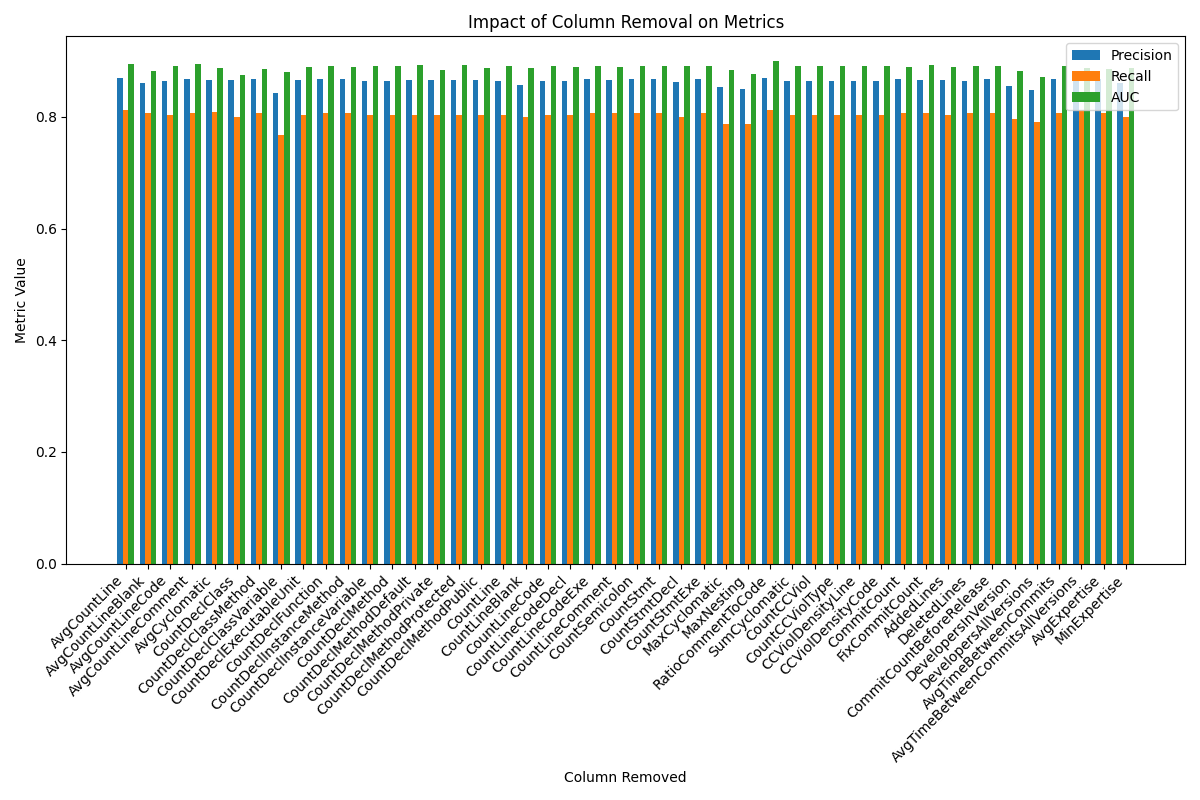 Impact of Column Removal on Metrics
Precision
Recall
AUC
Metric Value
0.8
0.6
0.4
0.2
0.0
AvgCountLine
AvgCountLineBlank
AvgCountLineCode
AvgCountLineComment
AvgCyclomatic
CountDeclClass
CountDeclClassMethod
CountDeclClassVariable
CountDeclExecutableUnit
CountDeclFunction
CountDeclInstanceMethod
CountDeclInstanceVariable
CountDeclMethod
CountDeclMethodDefault
CountDeclMethodPrivate
CountDeclMethodProtected
CountDeclMethodPublic
CountLine
CountLineBlank
CountLineCode
CountLineCodeDecl
CountLineCodeExe
CountLineComment
CountSemicolon
CountStmt
CountStmtDecl
CountStmtExe
MaxCyclomatic
MaxNesting
RatioCommentToCode
SumCyclomatic
CountCCViol
CountCCViolType
CCViolDensityLine
CCViolDensityCode
CommitCount
FixCommitCount
AddedLines
DeletedLines
CommitCountBeforeRelease
DevelopersInVersion
DevelopersAllVersions
AvgTimeBetweenCommits
AvgTimeBetweenCommitsAllVersions
AvgExpertise
MinExpertise
Column Removed